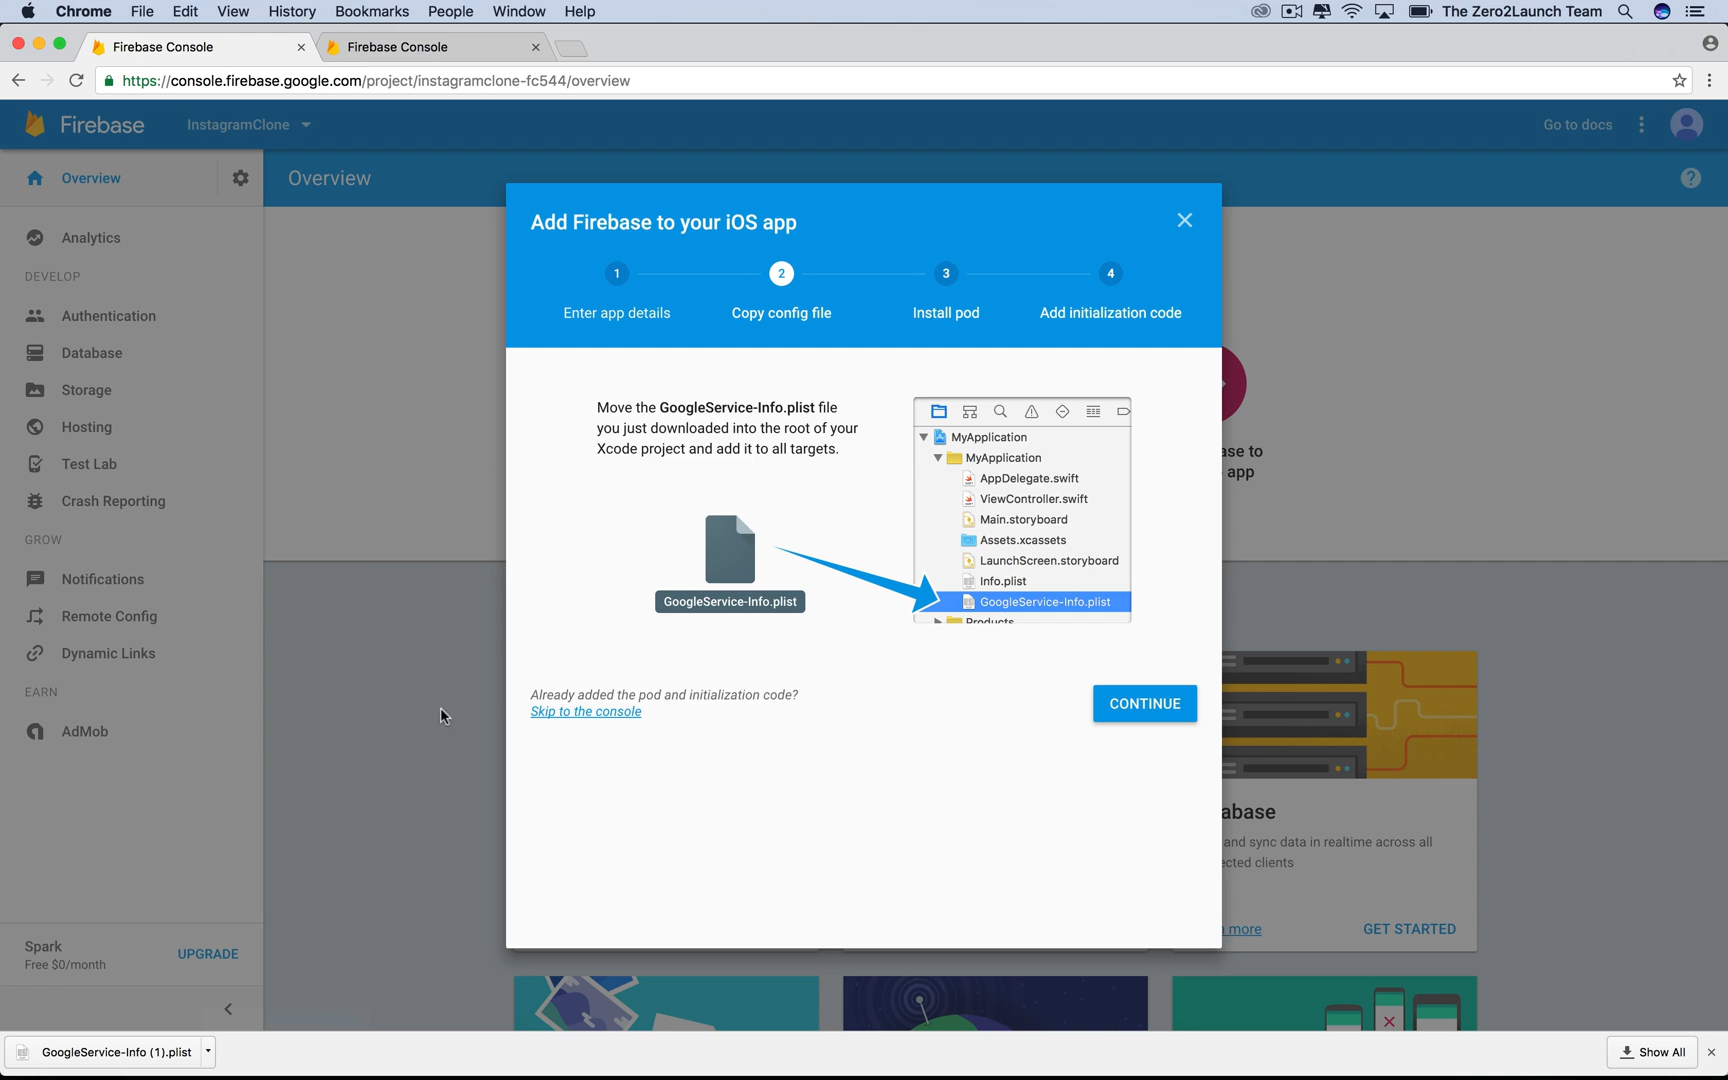 Chrome File Edit View History Bookmarks People Window Help The Zero2Launch Team
Firebase Console
Firebase Console
https://console.firebase.google.com/project/instagramclone-fc544/overview
Firebase InstagramClone Go to docs
Overview
Overview
Analytics
DEVELOP
Authentication
Database
Storage
Hosting
Test Lab
Crash Reporting
GROW
Notifications
Remote Config
Dynamic Links
EARN
AdMob
Spark
Free $0/month
UPGRADE
Add Firebase to your iOS app
1 2 3 4
Enter app details Copy config file Install pod Add initialization code
Move the GoogleService-Info.plist file
you just downloaded into the root of your
Xcode project and add it to all targets.
GoogleService-Info.plist
MyApplication
MyApplication
AppDelegate.swift
ViewController.swift
Main.storyboard
Assets.xcassets
LaunchScreen.storyboard
Info.plist
GoogleService-Info.plist
Products
Already added the pod and initialization code?
Skip to the console
CONTINUE
ase to
app
abase
and sync data in realtime across all
ected clients
more
GET STARTED
GoogleService-Info (1).plist
Show All